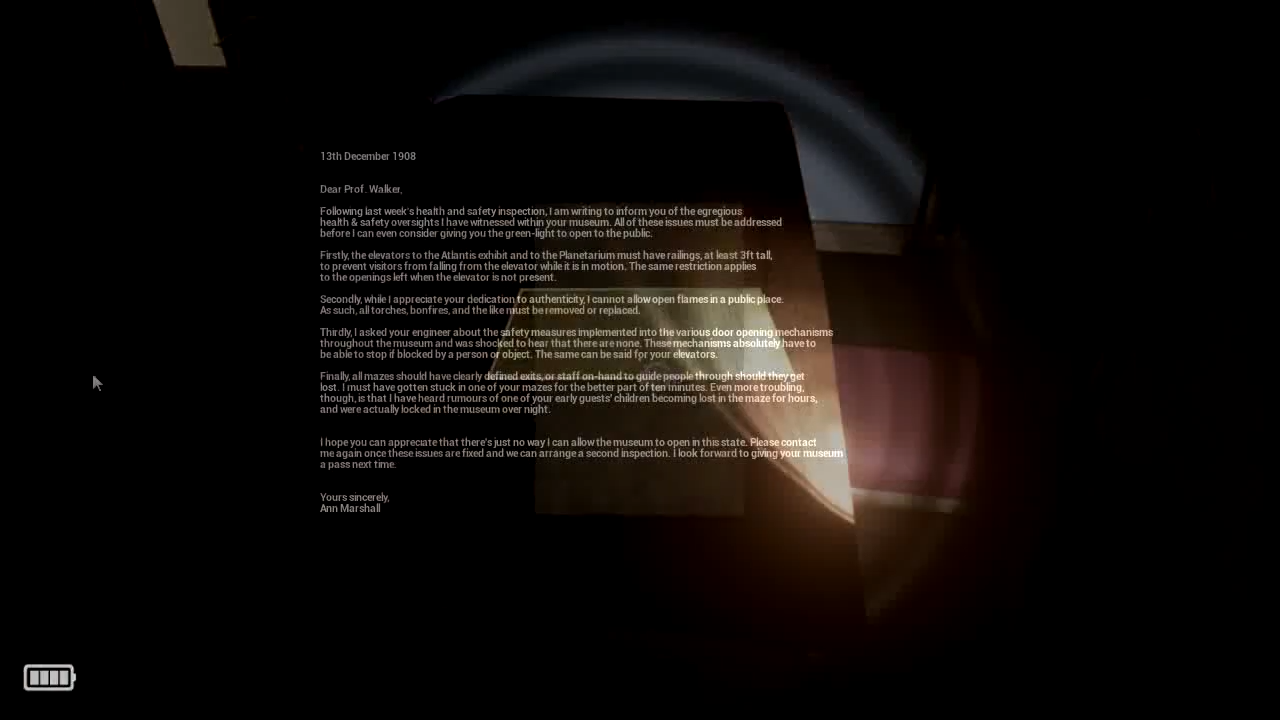 13th December 1908
Dear Prof. Walker,
Following last week's health and safety inspection, I am writing to inform you of the egregious
health & safety oversights I have witnessed within your museum. All of these issues must be addressed
before I can even consider giving you the green-light to open to the public.
Firstly, the elevators to the Atlantis exhibit and to the Planetarium must have railings, at least 3ft tall,
to prevent visitors from falling from the elevator while it is in motion. The same restriction applies
to the openings left when the elevator is not present.
Secondly, while I appreciate your dedication to authenticity, I cannot allow open flames in a public place.
As such, all torches, bonfires, and the like must be removed or replaced.
Thirdly, I asked your engineer about the safety measures implemented into the various door opening mechanisms
throughout the museum and was shocked to hear that there are none. These mechanisms absolutely have to
be able to stop if blocked by a person or object. The same can be said for your elevators.
Finally, all mazes should have clearly defined exits, or staff on-hand to guide people through should they get
lost. I must have gotten stuck in one of your mazes for the better part of ten minutes. Even more troubling,
though, is that I have heard rumours of one of your early guests' children becoming lost in the maze for hours,
and were actually locked in the museum over night.
I hope you can appreciate that there's just no way I can allow the museum to open in this state. Please contact
me again once these issues are fixed and we can arrange a second inspection. I look forward to giving your museum
a pass next time.
Yours sincerely,
Ann Marshall